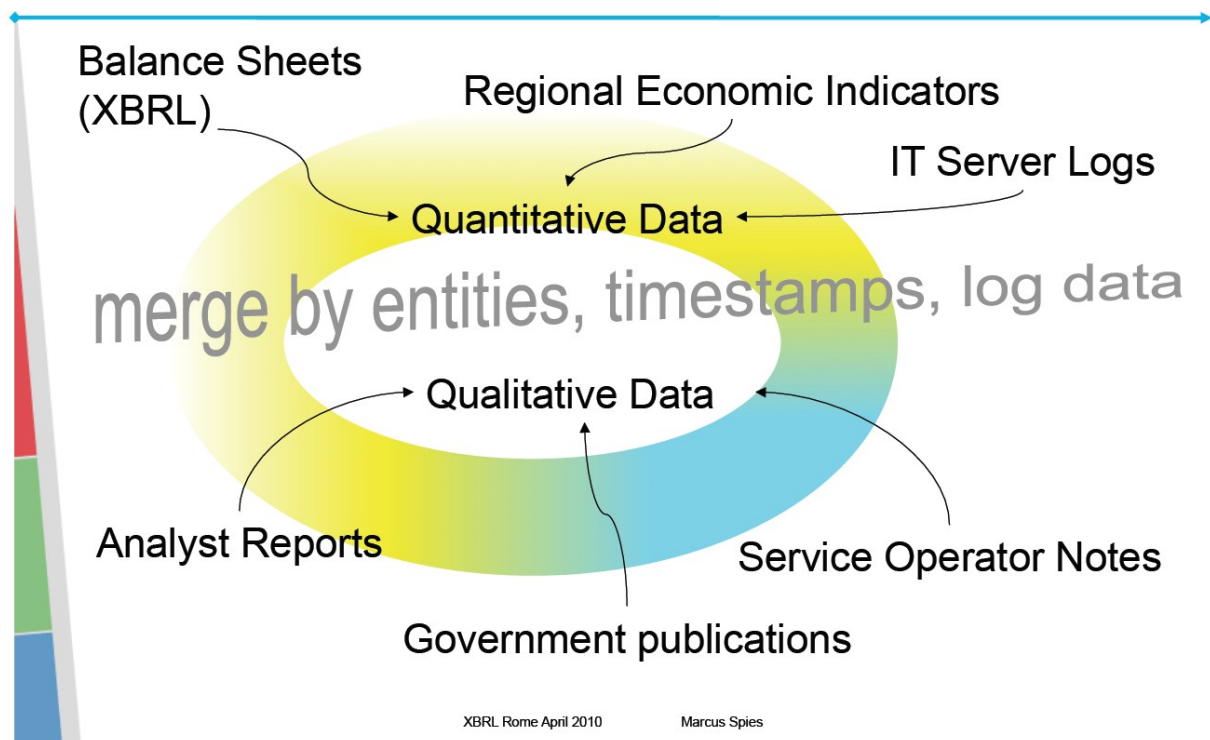 Balance Sheets
(XBRL)
Regional Economic Indicators
IT Server Logs
Quantitative Data
merge by entities, timestamps, log data
Qualitative Data
Analyst Reports
Service Operator Notes
Government publications
XBRL Rome April 2010
Marcus Spies